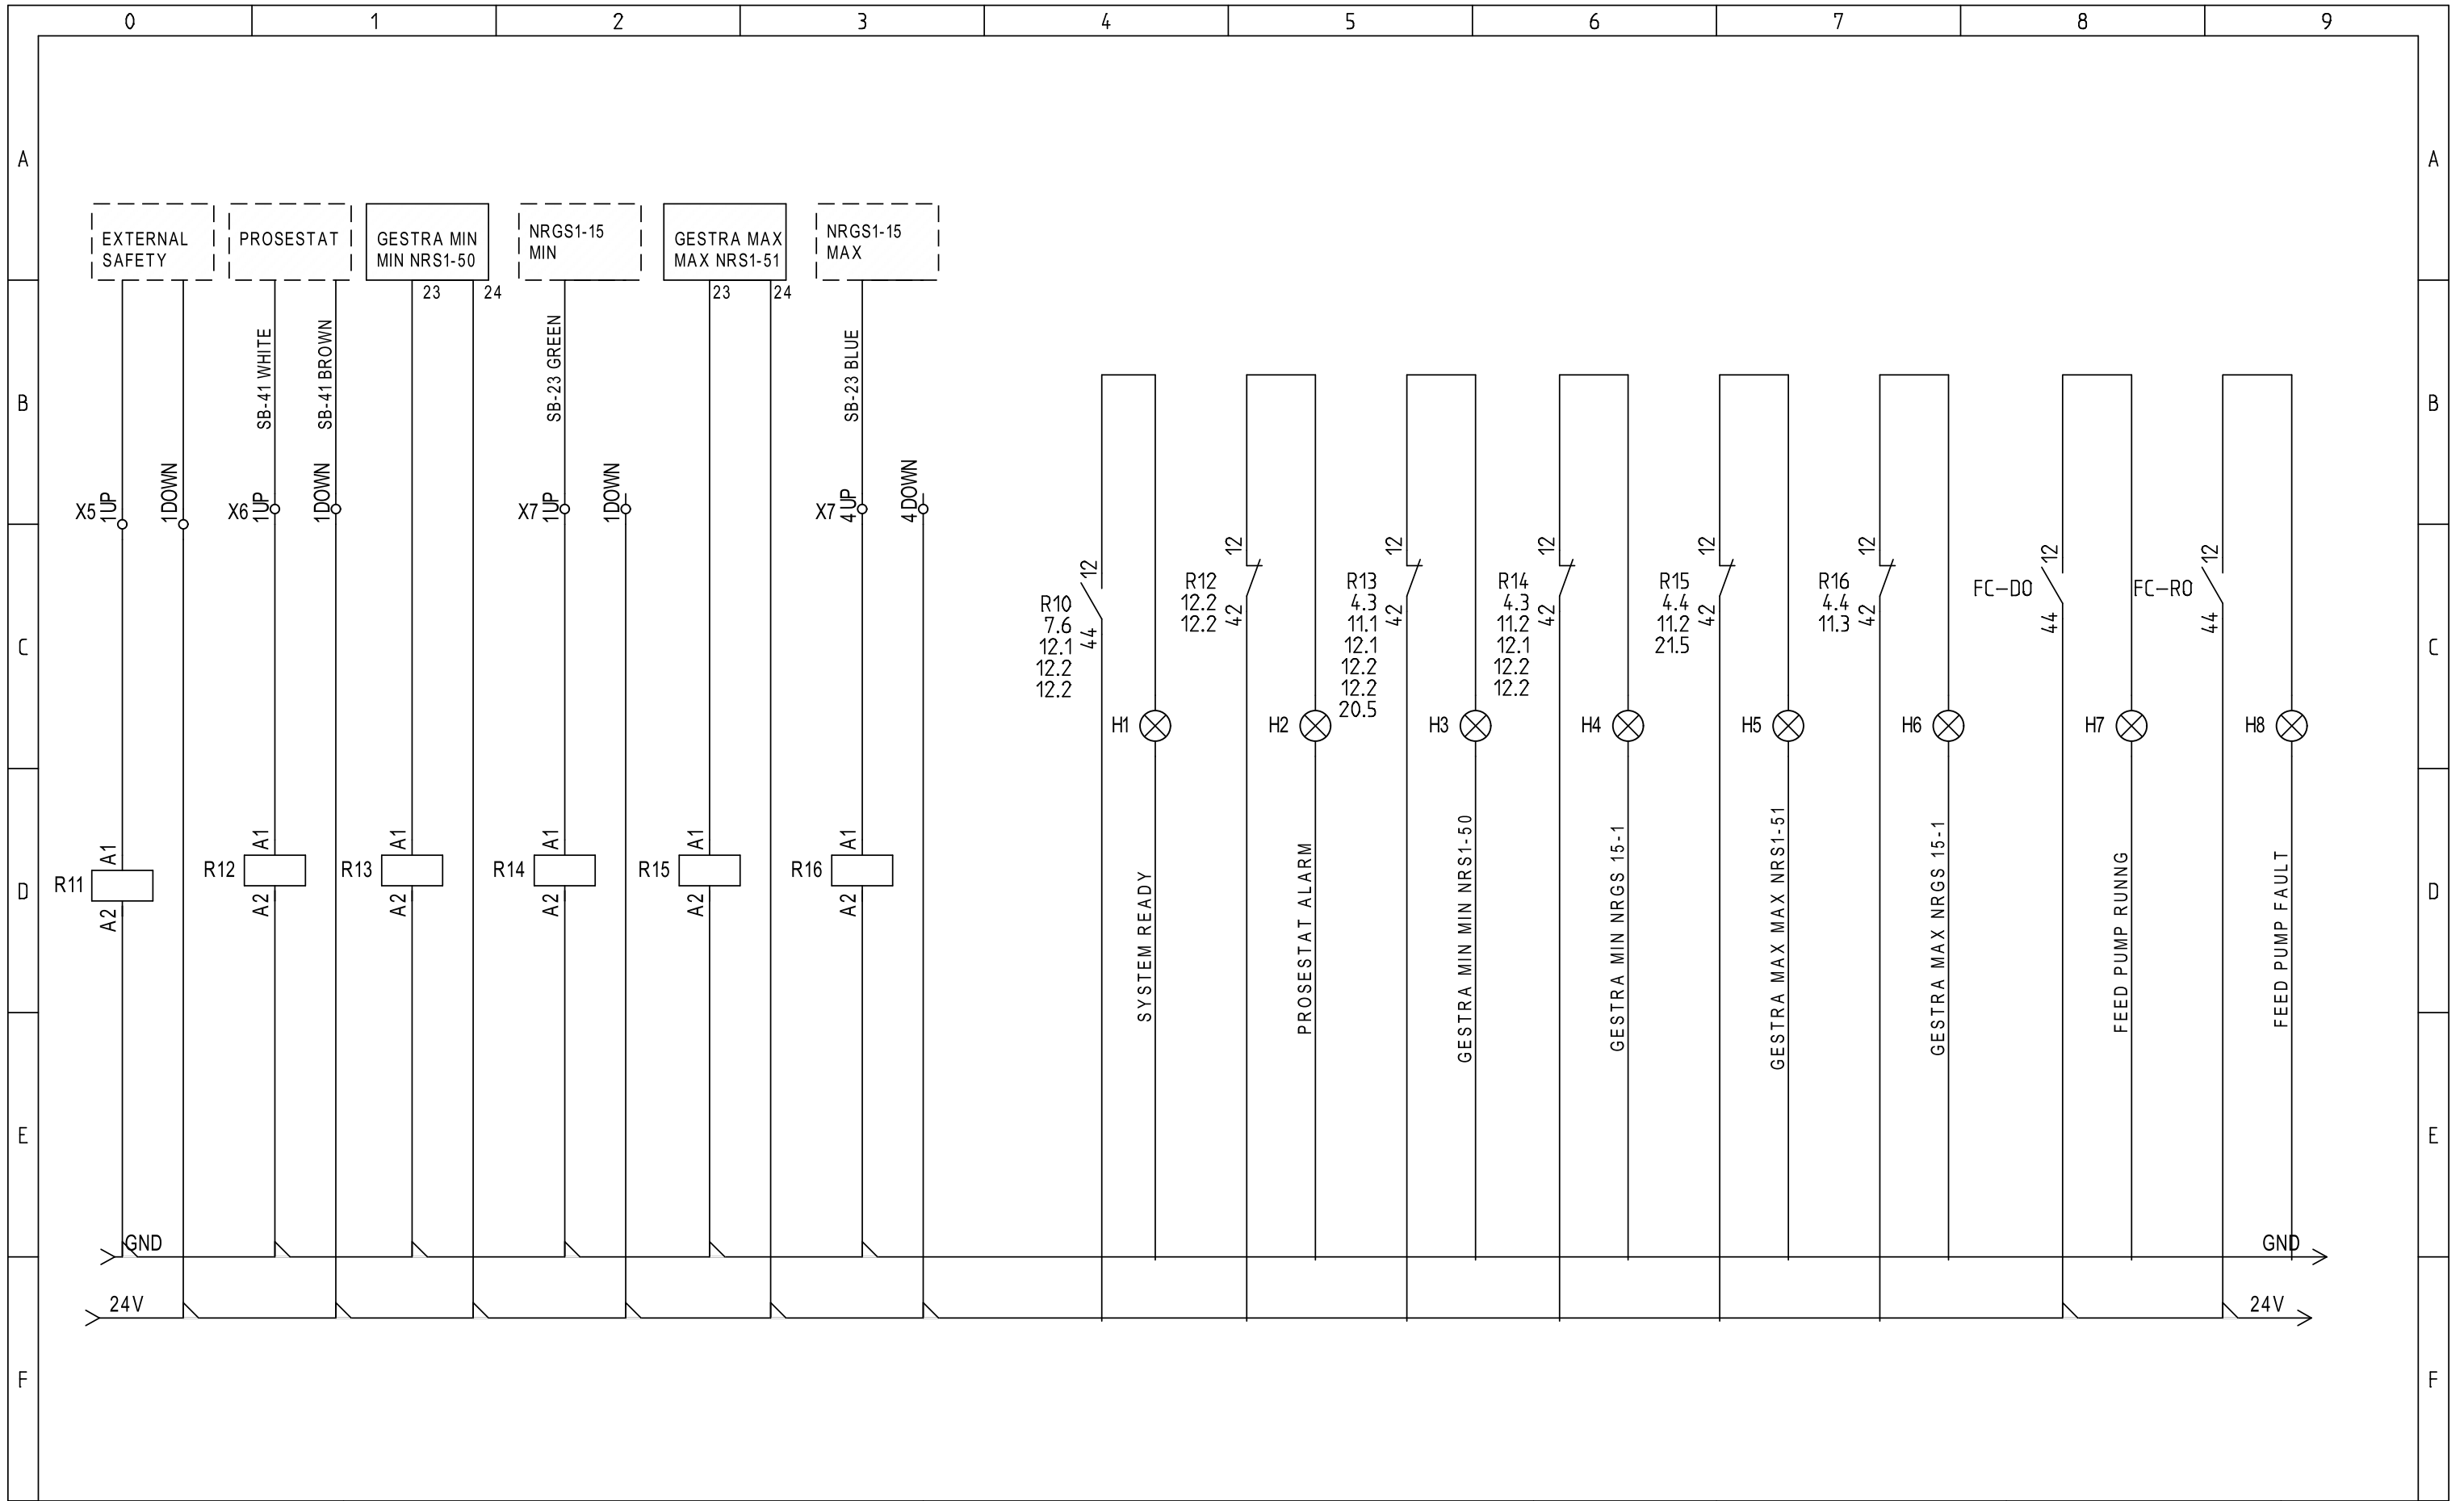 0 1 2 3 4 5 6 7 8 9
A A
EXTERNAL
SAFETY
PROSESTAT
GESTRA MIN
MIN NRS1-50
NRGS1-15
MIN
GESTRA MAX
MAX NRS1-51
NRGS1-15
MAX
23 24
23 24
B B
SB-41 WHITE
SB-41 BROWN
SB-23 GREEN
SB-23 BLUE
X5 1UP 1DOWN
X6 1UP 1DOWN
X7 1UP 1DOWN
X7 4UP 4DOWN
C C
12
R10
7.6
12.1
12.2
12.2
44
12
R12
12.2
12.2
42
12
R13
4.3
11.1
12.1
12.2
12.2
20.5
42
12
R14
4.3
11.2
12.1
12.2
12.2
42
12
R15
4.4
11.2
21.5
42
12
R16
4.4
11.3
42
12
FC-DO
44
12
FC-RO
44
H1
H2
H3
H4
H5
H6
H7
H8
D D
A1
R11
A2
A1
R12
A2
A1
R13
A2
A1
R14
A2
A1
R15
A2
A1
R16
A2
SYSTEM READY
PROSESTAT ALARM
GESTRA MIN MIN NRS1-50
GESTRA MIN NRGS 15-1
GESTRA MAX MAX NRS1-51
GESTRA MAX NRGS 15-1
FEED PUMP RUNNG
FEED PUMP FAULT
E E
GND GND
24V 24V
F F